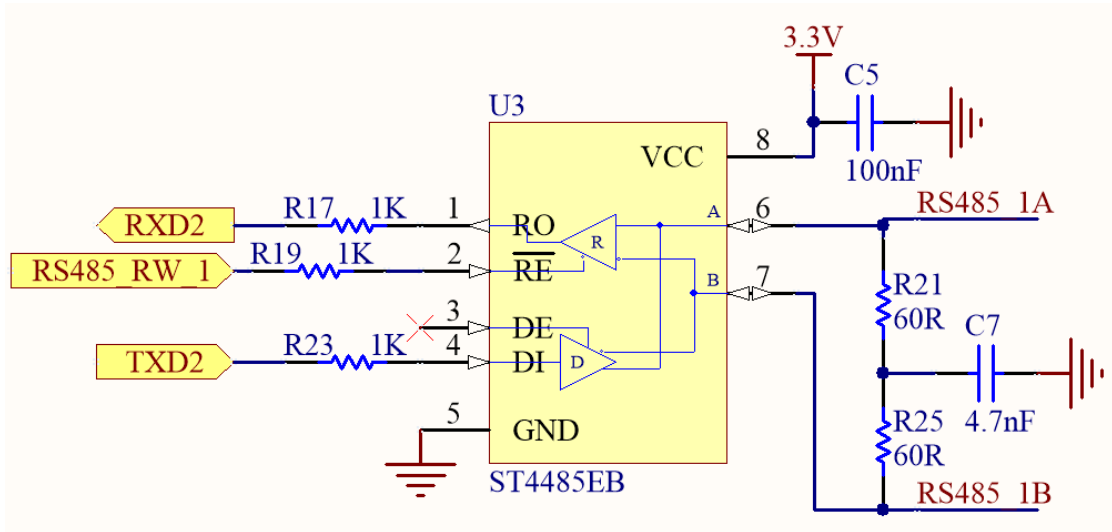 3.3V
C5
100nF
U3
VCC
8
RXD2
R17
1K
1
RO
R
A
6
RS485_1A
RS485_RW_1
R19
1K
2
RE
B
7
R21
60R
3
DE
C7
4.7nF
TXD2
R23
1K
4
DI
D
R25
60R
5
GND
ST4485EB
RS485_1B